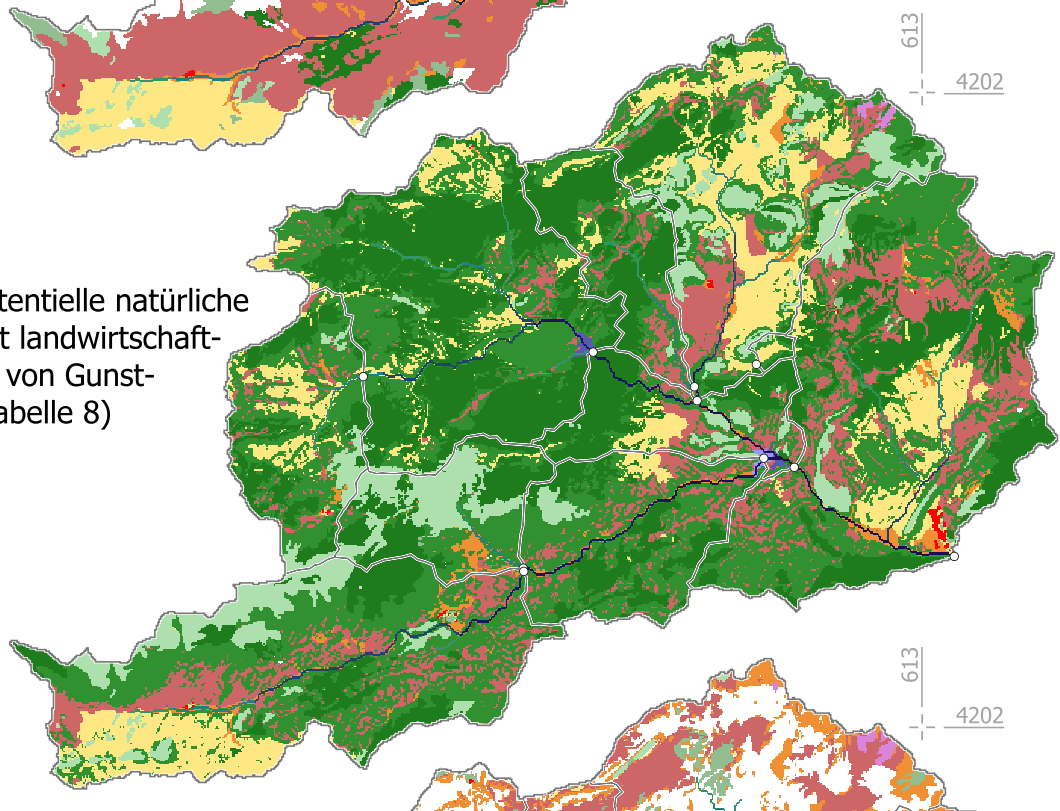 613
4202
tentielle natürliche
t landwirtschaft-
von Gunst-
abelle 8)
613
4202